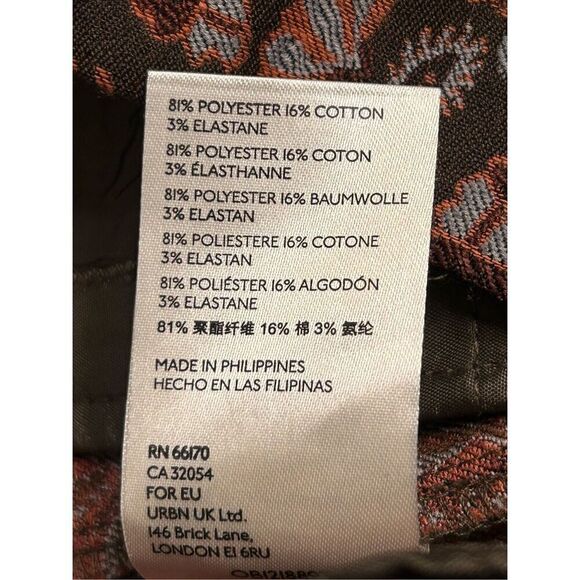 81% POLYESTER 16% COTTON
3% ELASTANE
81% POLYESTER 16% COTON
3% ÉLASTHANNE
81% POLYESTER 16% BAUMWOLLE
3% ELASTAN
81% POLIESTERE 16% COTONE
3% ELASTAN
81% POLIÉSTER 16% ALGODÓN
3% ELASTANE
81% 聚酯纤维 16% 棉 3% 氨纶
MADE IN PHILIPPINES
HECHO EN LAS FILIPINAS
RN 66170
CA 32054
FOR EU
URBN UK Ltd.
146 Brick Lane,
LONDON E1 6RU